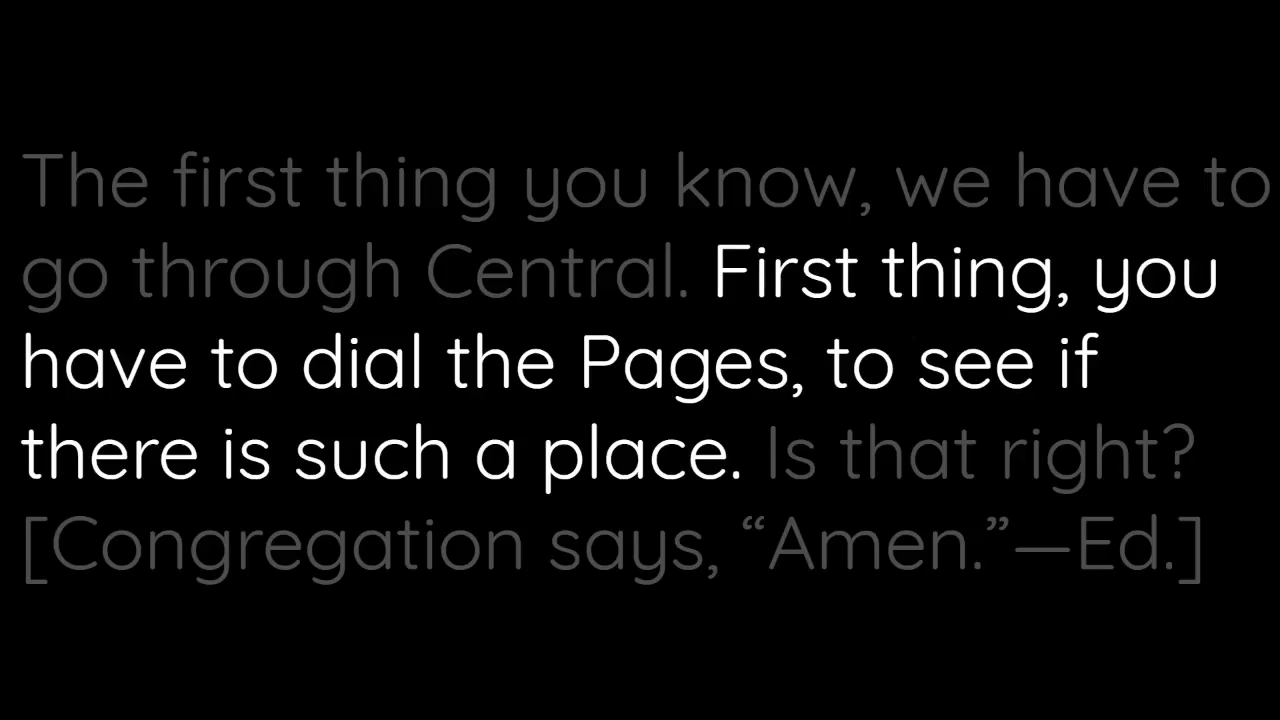 The first thing you know, we have to
go through Central. First thing, you
have to dial the Pages, to see if
there is such a place. Is that right?
[Congregation says, “Amen.”—Ed.]